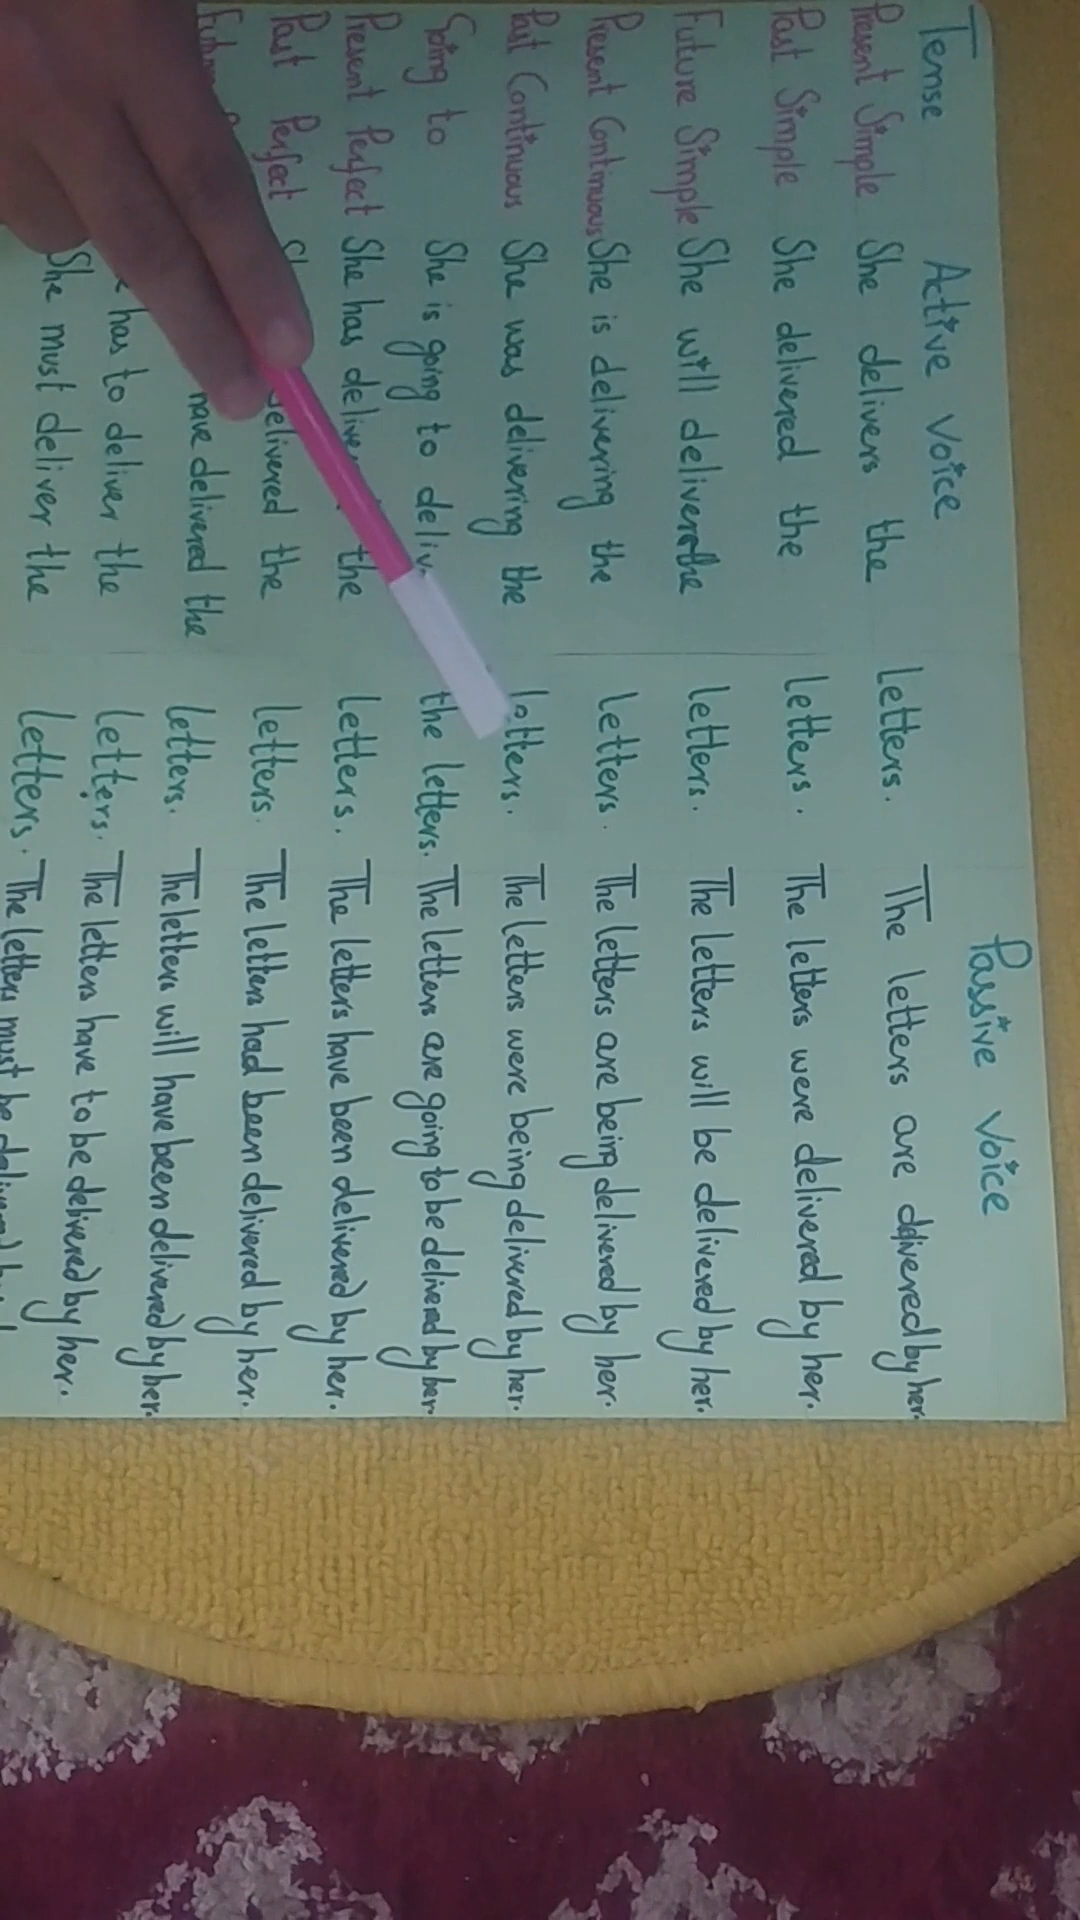 Tense Active voice Passive voice
Present Simple She delivers the letters. The letters are delivered by her.
Past Simple She delivered the letters. The letters were delivered by her.
Future Simple She will deliver the letters. The letters will be delivered by her.
Present Continuous She is delivering the letters. The letters are being delivered by her.
Past Continuous She was delivering the letters. The letters were being delivered by her.
Going to She is going to the letters. The letters are going to be delivered by her.
Present Perfect She has the letters. The letters have been delivered by her.
Past Perfect delivered the letters. The letters had been delivered by her.
have delivered the letters. The letters will have been delivered by her.
has to deliver the letters. The letters have to be delivered by her.
She must deliver the letters. The letters must be